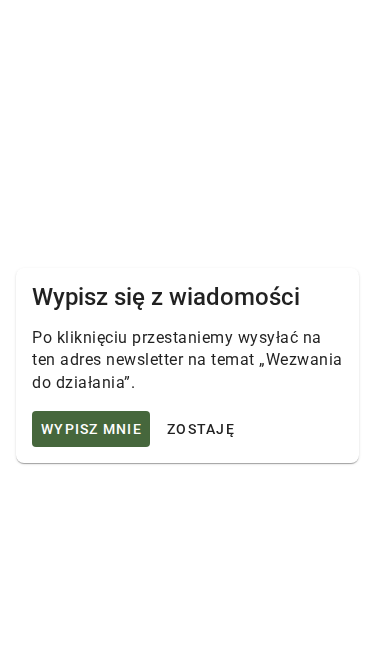 Wypisz się z wiadomości
Po kliknięciu przestaniemy wysyłać na
ten adres newsletter na temat „Wezwania
do działania”.
WYPISZ MNIE ZOSTAJĘ